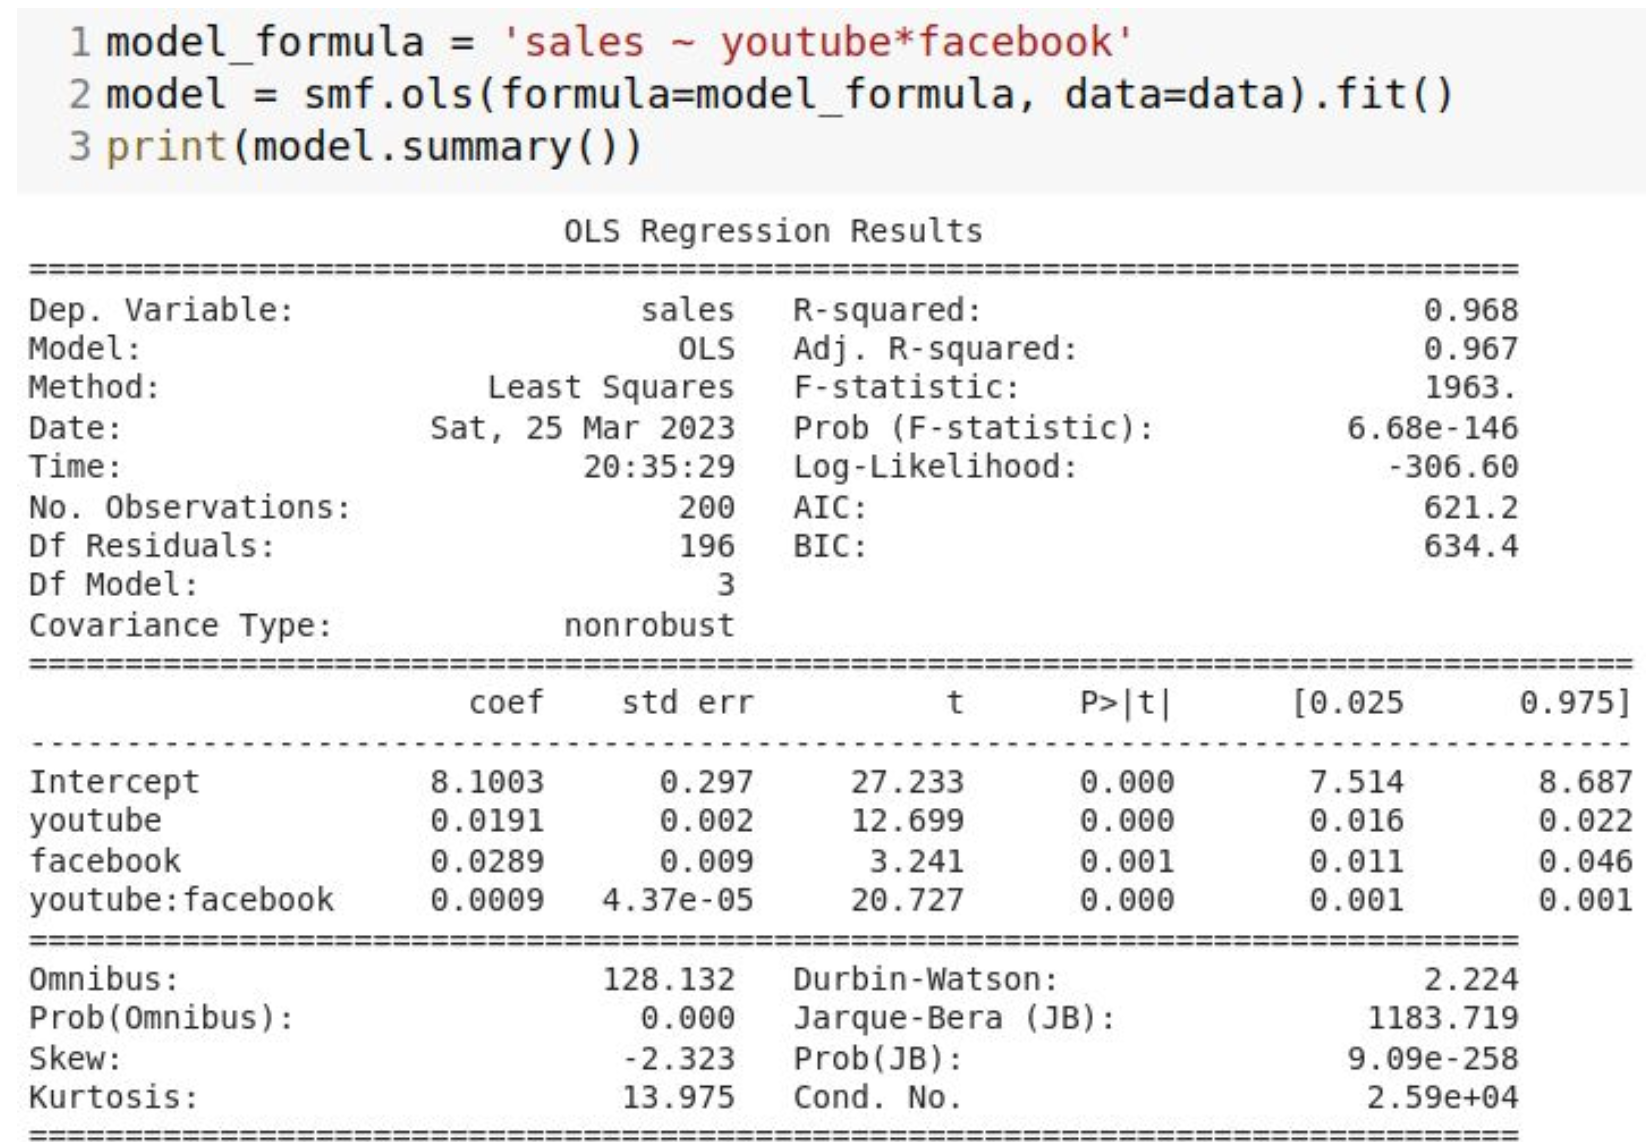 1 model_formula = 'sales ~ youtube*facebook'
2 model = smf.ols(formula=model_formula, data=data).fit()
3 print(model.summary())
OLS Regression Results
==============================================================================
Dep. Variable: sales R-squared: 0.968
Model: OLS Adj. R-squared: 0.967
Method: Least Squares F-statistic: 1963.
Date: Sat, 25 Mar 2023 Prob (F-statistic): 6.68e-146
Time: 20:35:29 Log-Likelihood: -306.60
No. Observations: 200 AIC: 621.2
Df Residuals: 196 BIC: 634.4
Df Model: 3
Covariance Type: nonrobust
====================================================================================
coef std err t P>|t| [0.025 0.975]
------------------------------------------------------------------------------------
Intercept 8.1003 0.297 27.233 0.000 7.514 8.687
youtube 0.0191 0.002 12.699 0.000 0.016 0.022
facebook 0.0289 0.009 3.241 0.001 0.011 0.046
youtube:facebook 0.0009 4.37e-05 20.727 0.000 0.001 0.001
==============================================================================
Omnibus: 128.132 Durbin-Watson: 2.224
Prob(Omnibus): 0.000 Jarque-Bera (JB): 1183.719
Skew: -2.323 Prob(JB): 9.09e-258
Kurtosis: 13.975 Cond. No. 2.59e+04
==============================================================================